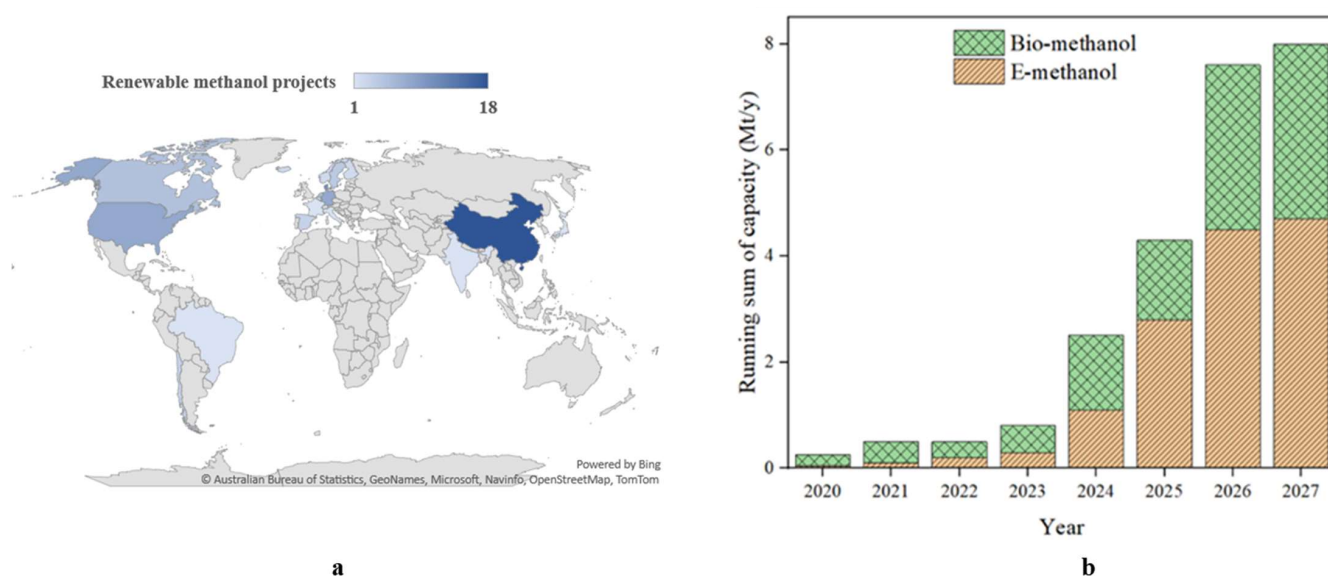 Renewable methanol projects
1 18
Powered by Bing
© Australian Bureau of Statistics, GeoNames, Microsoft, Navinfo, OpenStreetMap, TomTom
a
Bio-methanol
E-methanol
Running sum of capacity (Mt/y)
8
6
4
2
0
2020 2021 2022 2023 2024 2025 2026 2027
Year
b